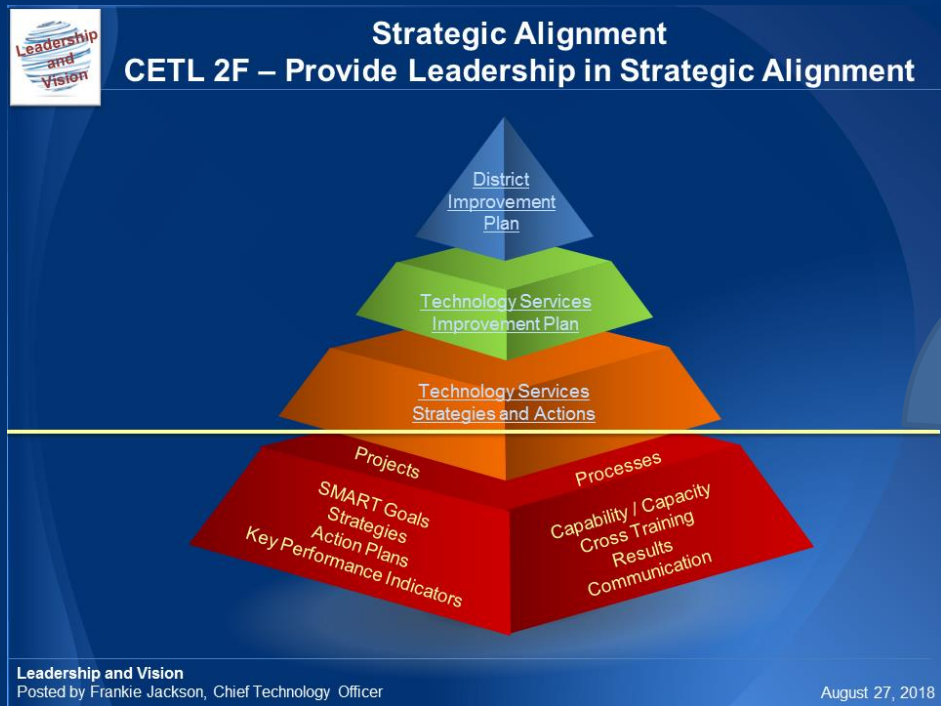 Leadership
and
Vision
Strategic Alignment
CETL 2F – Provide Leadership in Strategic Alignment
District
Improvement
Plan
Technology Services
Improvement Plan
Technology Services
Strategies and Actions
Projects
SMART Goals
Strategies
Action Plans
Key Performance Indicators
Processes
Capability / Capacity
Cross Training
Results
Communication
Leadership and Vision
Posted by Frankie Jackson, Chief Technology Officer
August 27, 2018